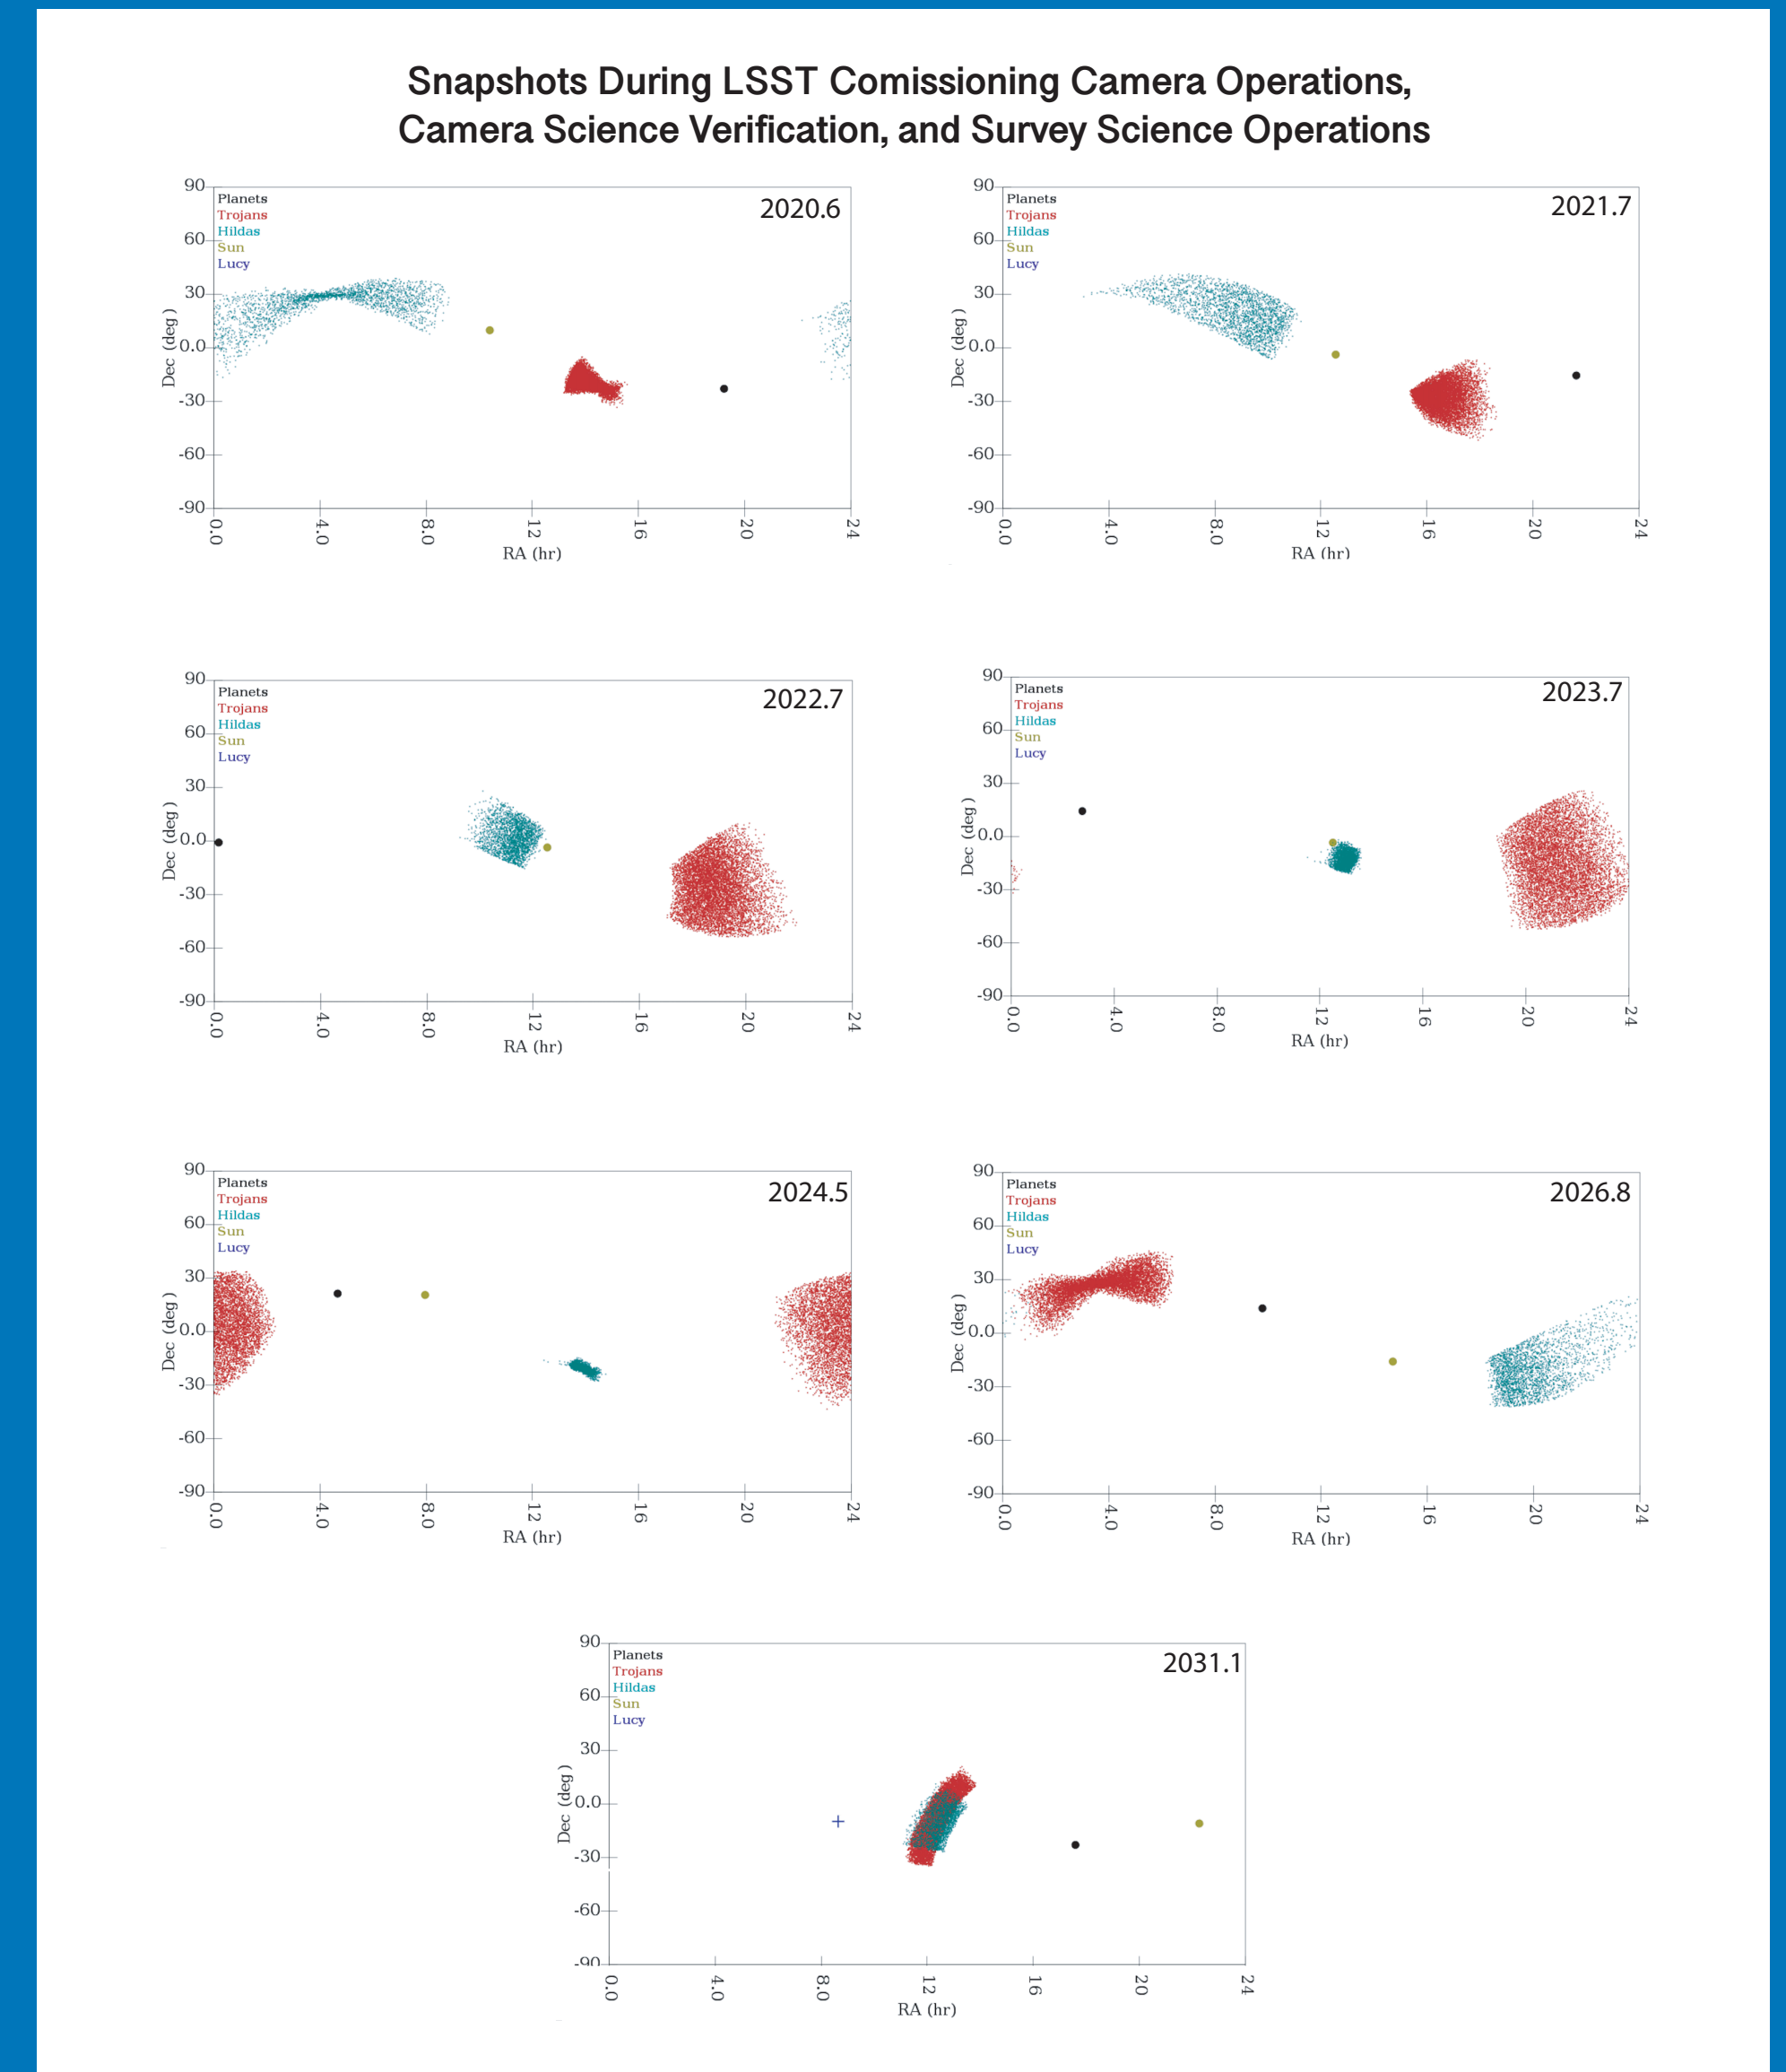 Snapshots During LSST Comissioning Camera Operations,
Camera Science Verification, and Survey Science Operations
90
60
30
0.0
-30
-60
-90
Dec (deg)
Planets
Trojans
Hildas
Sun
Lucy
2020.6
0.0 4.0 8.0 12 16 20 24
RA (hr)
90
60
30
0.0
-30
-60
-90
Dec (deg)
Planets
Trojans
Hildas
Sun
Lucy
2021.7
0.0 4.0 8.0 12 16 20 24
RA (hr)
90
60
30
0.0
-30
-60
-90
Dec (deg)
Planets
Trojans
Hildas
Sun
Lucy
2022.7
0.0 4.0 8.0 12 16 20 24
RA (hr)
90
60
30
0.0
-30
-60
-90
Dec (deg)
Planets
Trojans
Hildas
Sun
Lucy
2023.7
0.0 4.0 8.0 12 16 20 24
RA (hr)
90
60
30
0.0
-30
-60
-90
Dec (deg)
Planets
Trojans
Hildas
Sun
Lucy
2024.5
0.0 4.0 8.0 12 16 20 24
RA (hr)
90
60
30
0.0
-30
-60
-90
Dec (deg)
Planets
Trojans
Hildas
Sun
Lucy
2026.8
0.0 4.0 8.0 12 16 20 24
RA (hr)
90
60
30
0.0
-30
-60
-90
Dec (deg)
Planets
Trojans
Hildas
Sun
Lucy
2031.1
0.0 4.0 8.0 12 16 20 24
RA (hr)